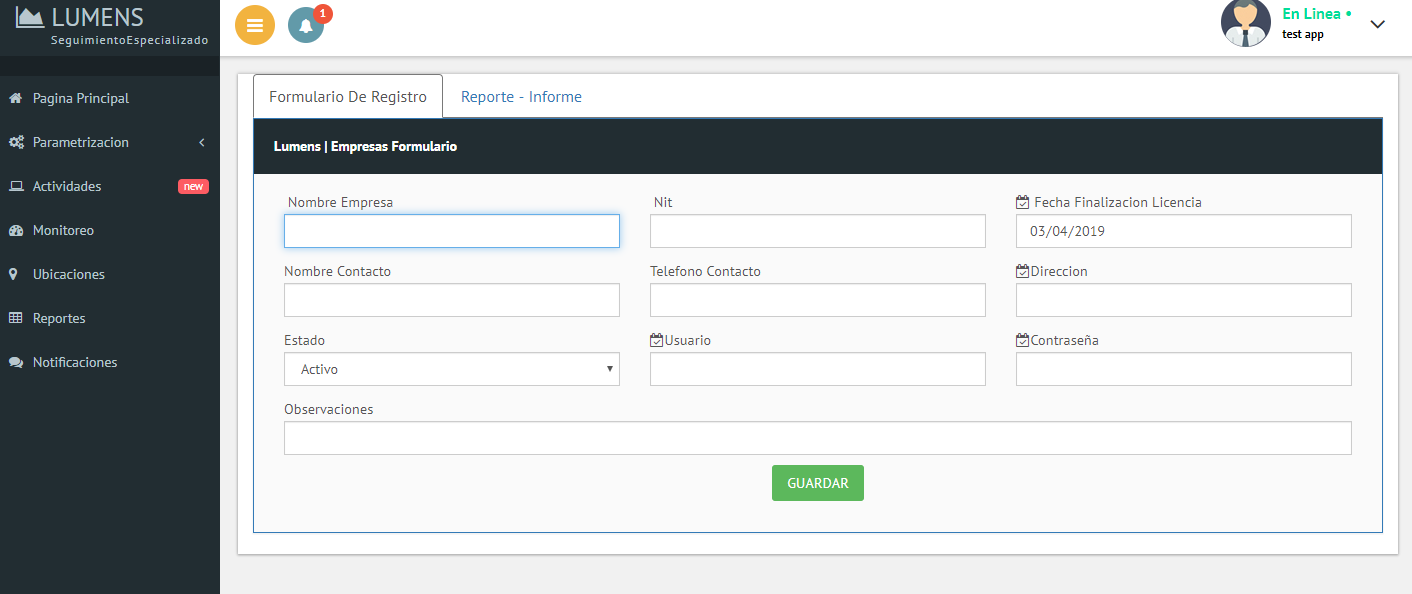 LUMENS
SeguimientoEspecializado
1
En Linea
test app
Pagina Principal
Parametrizacion
Actividades new
Monitoreo
Ubicaciones
Reportes
Notificaciones
Formulario De Registro Reporte - Informe
Lumens | Empresas Formulario
Nombre Empresa Nit Fecha Finalizacion Licencia
03/04/2019
Nombre Contacto Telefono Contacto Direccion
Estado Usuario Contraseña
Activo
Observaciones
GUARDAR